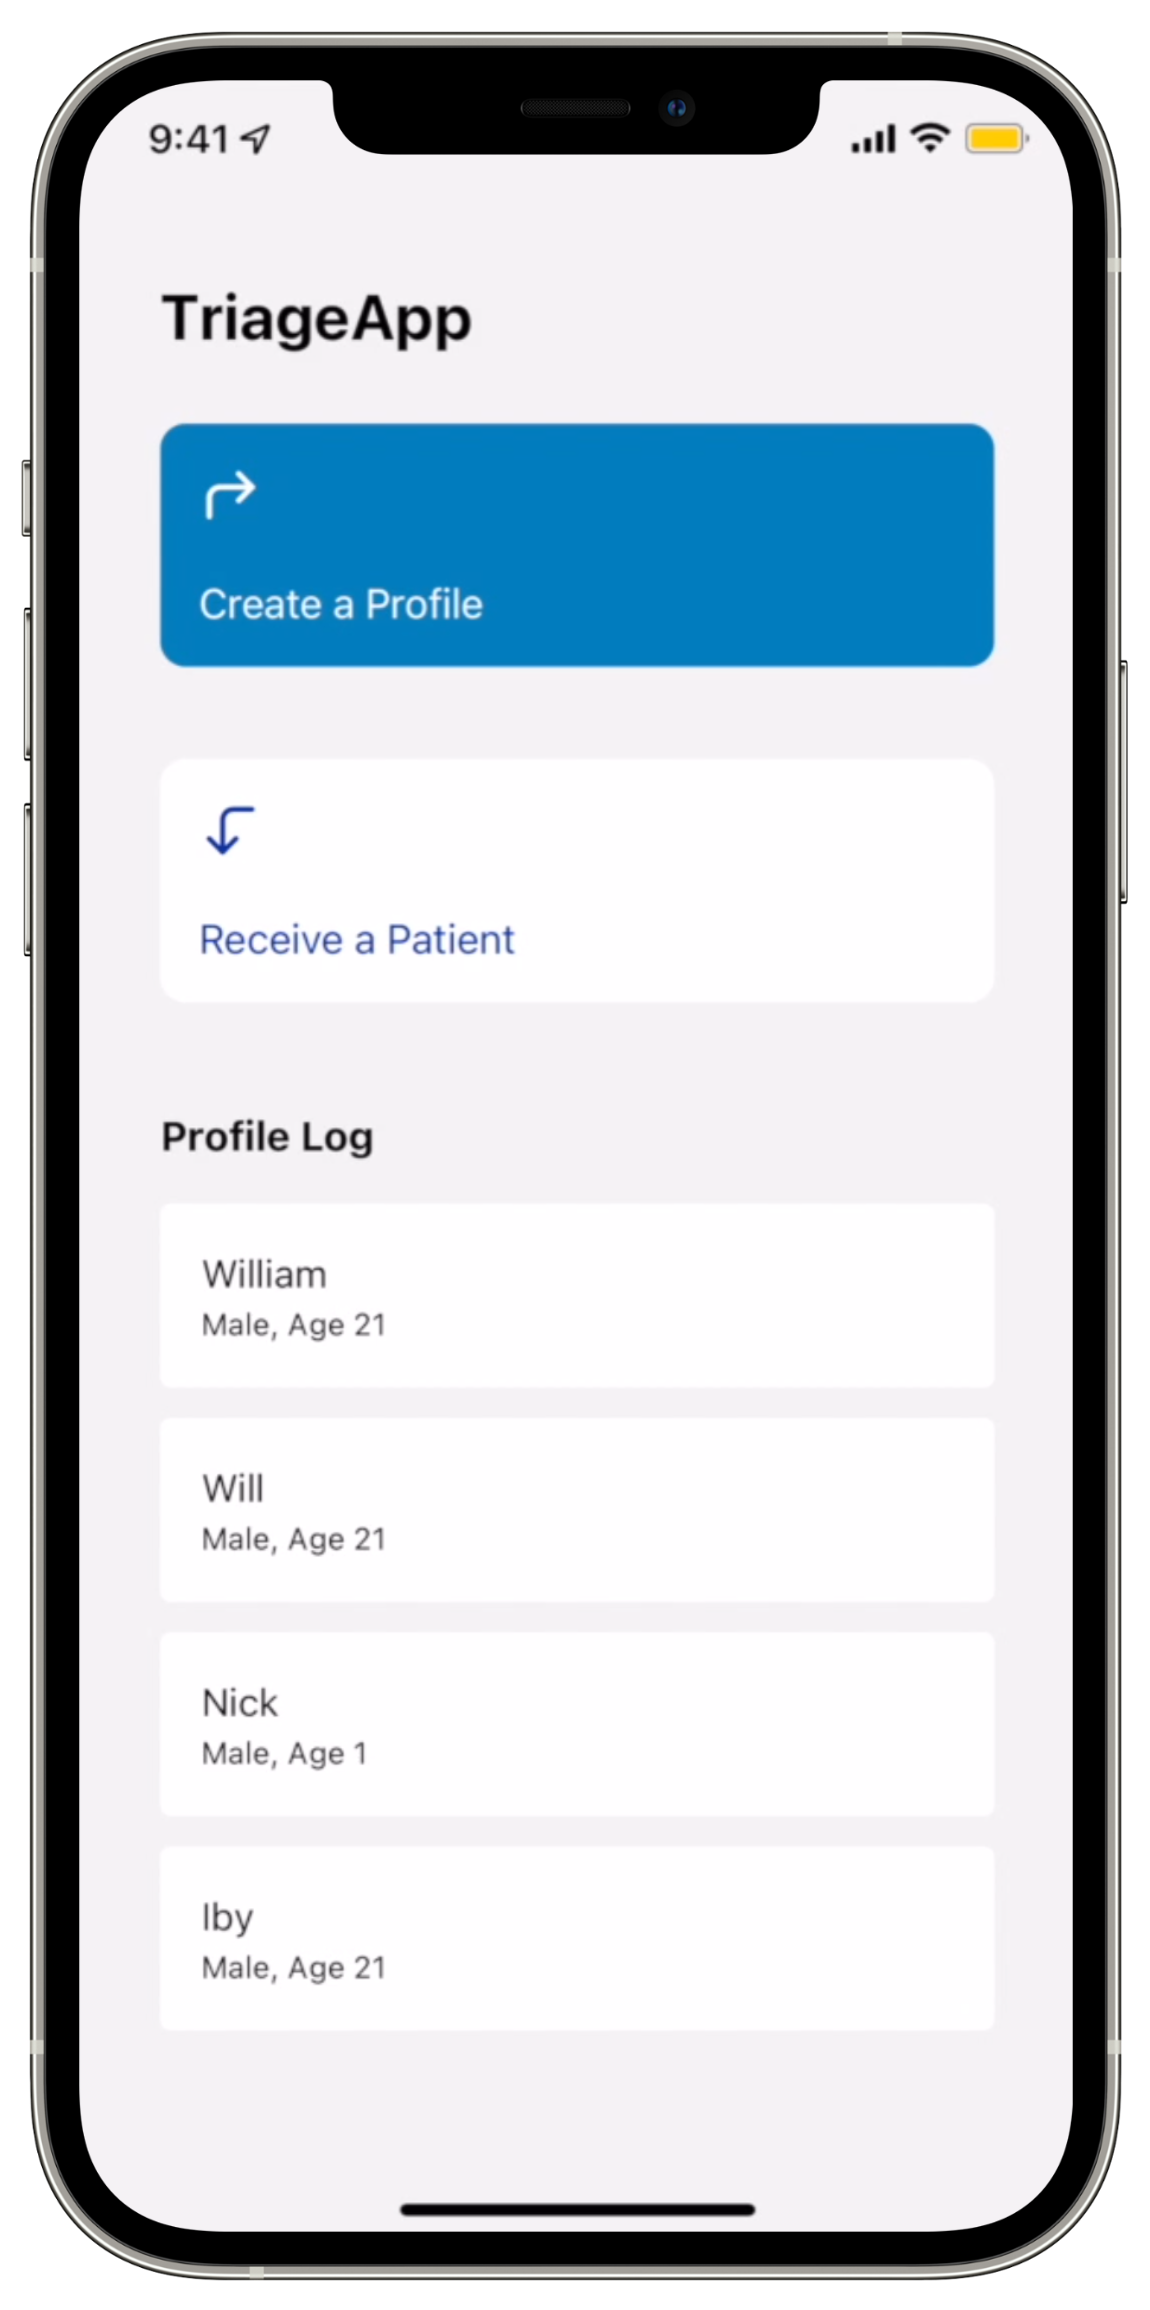 9:41
TriageApp
Create a Profile
Receive a Patient
Profile Log
William
Male, Age 21
Will
Male, Age 21
Nick
Male, Age 1
Iby
Male, Age 21